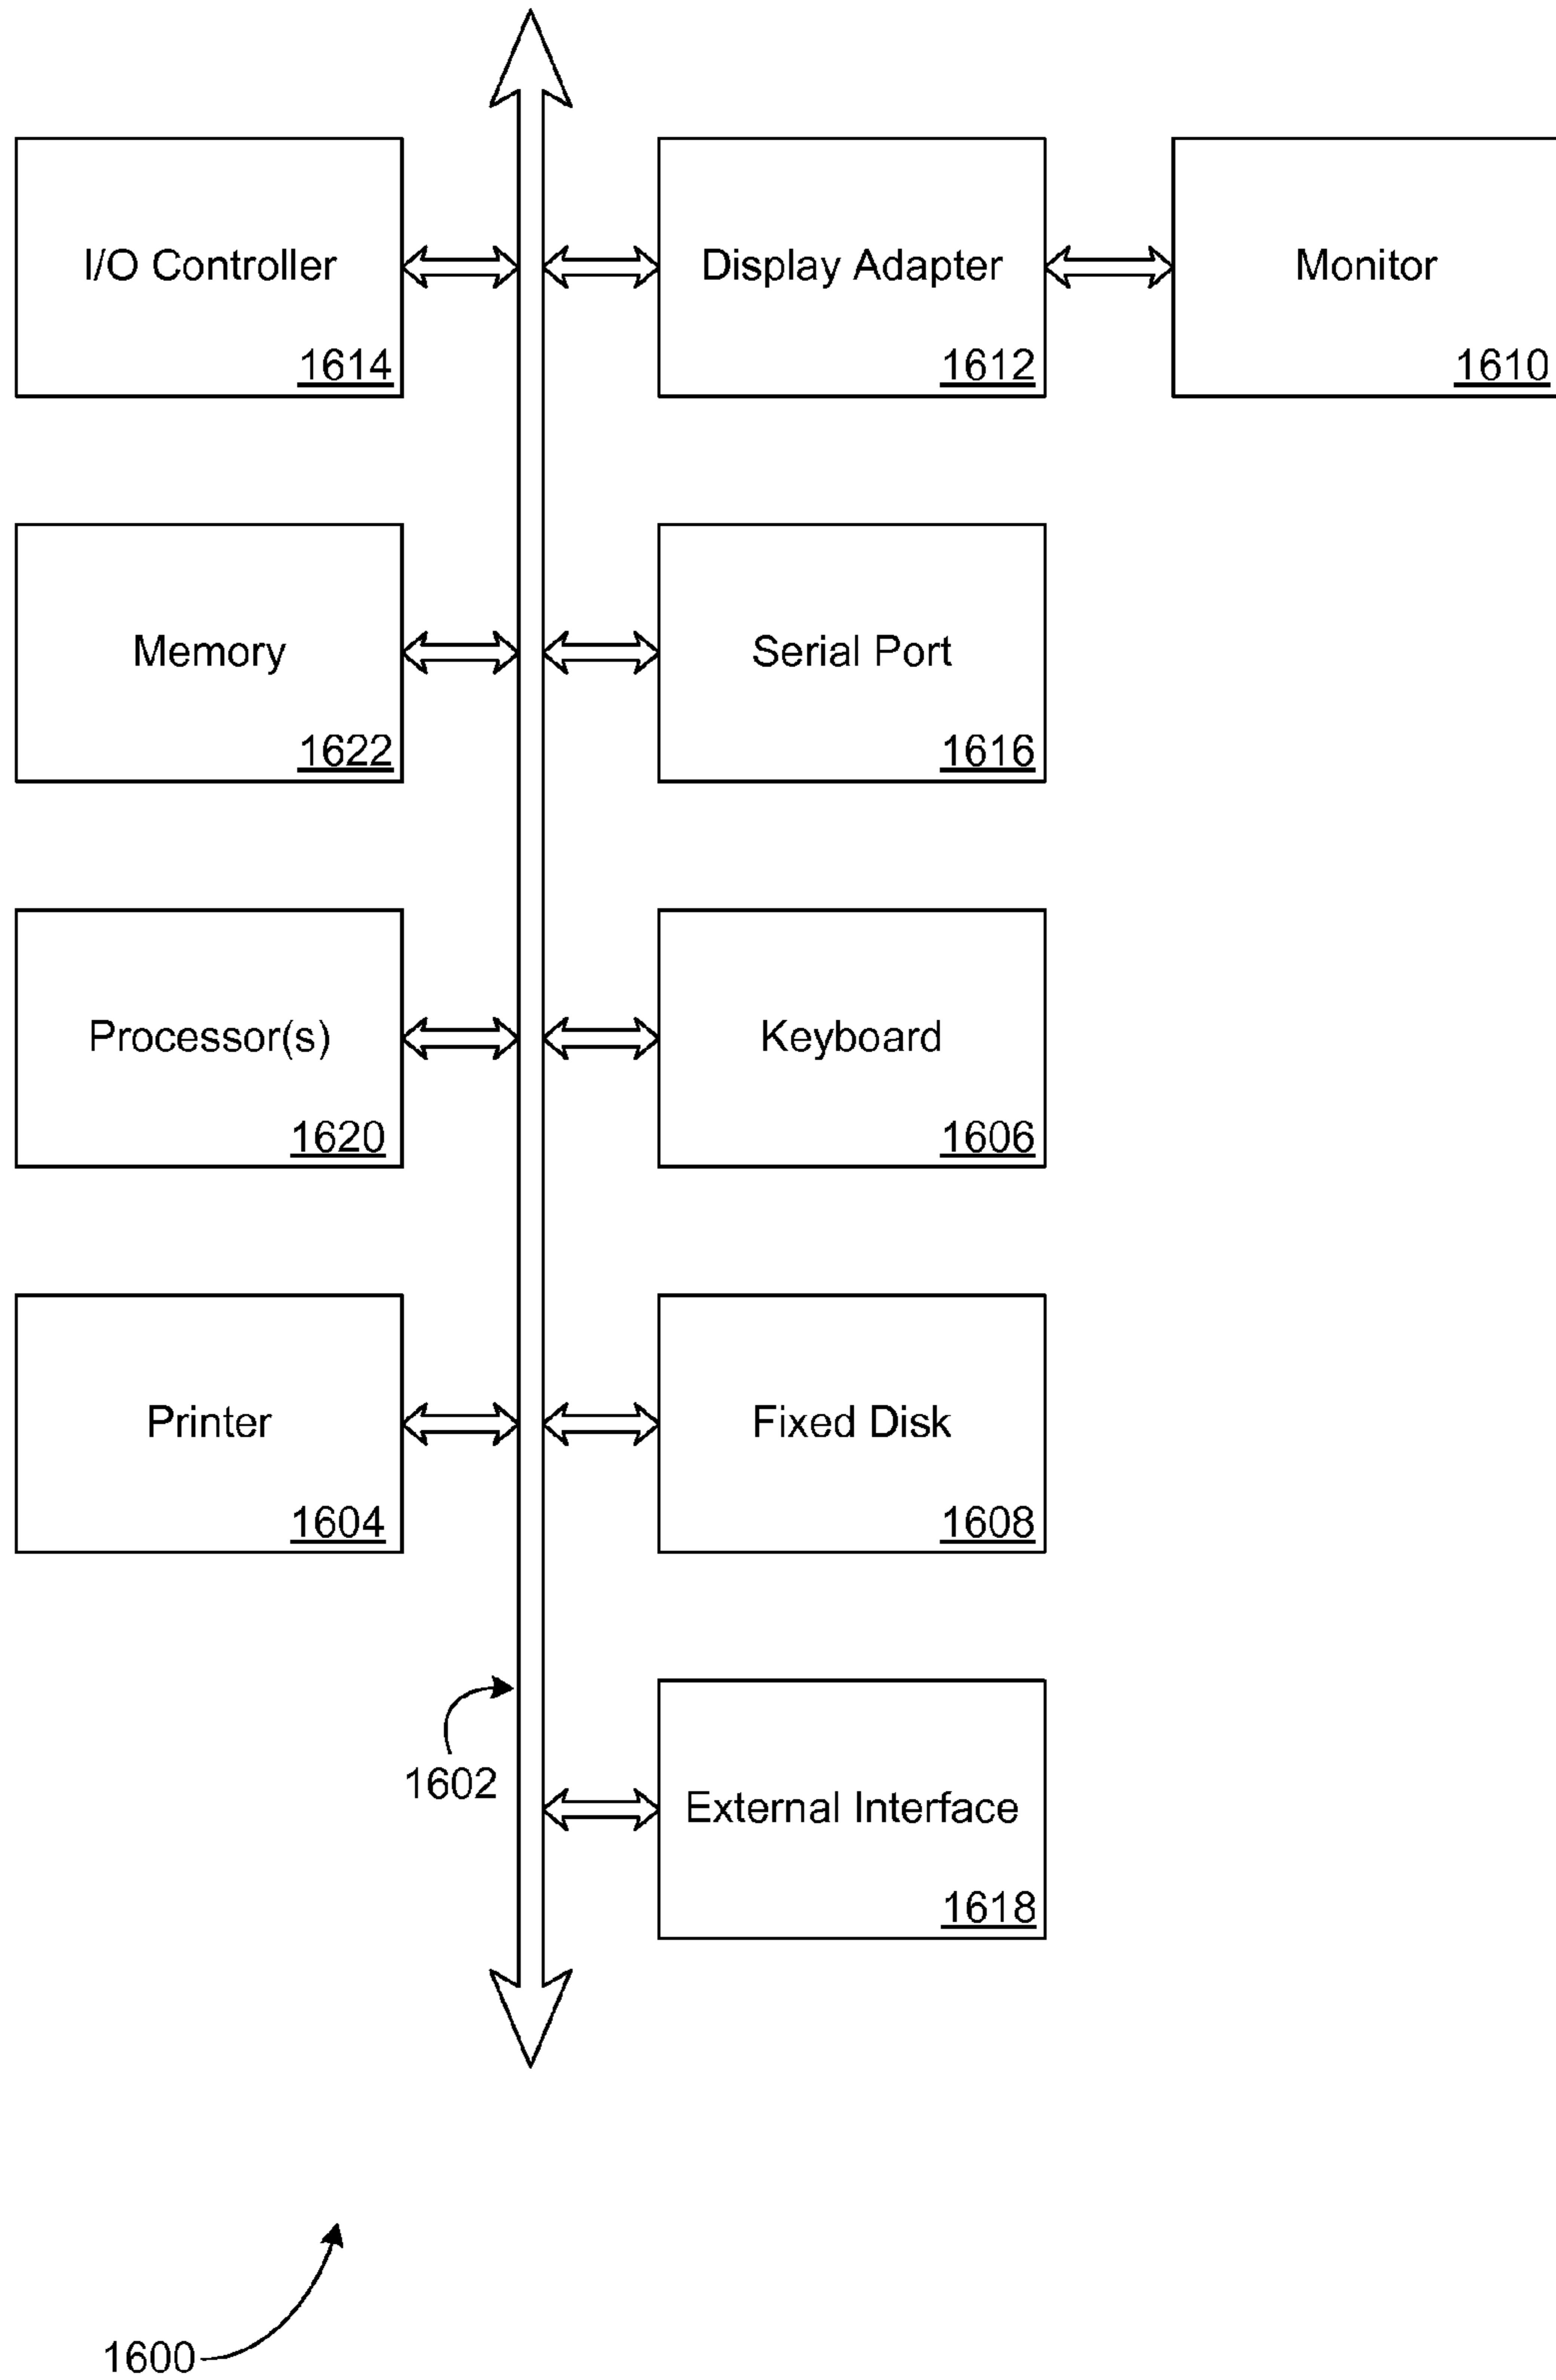 I/O Controller
1614
Display Adapter
1612
Monitor
1610
Memory
1622
Serial Port
1616
Processor(s)
1620
Keyboard
1606
Printer
1604
Fixed Disk
1608
1602
External Interface
1618
1600